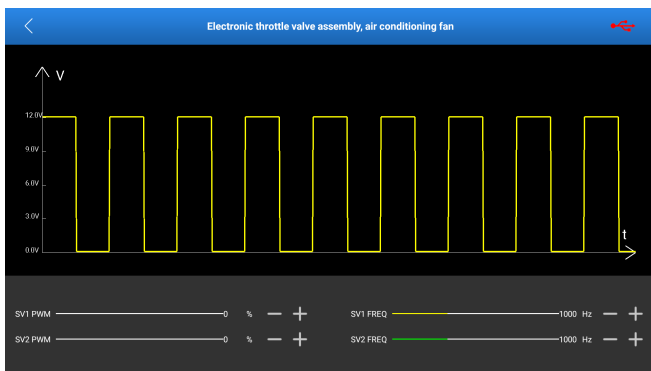 Electronic throttle valve assembly, air conditioning fan
V
12.0V
9.0V
6.0V
3.0V
0.0V
t
SV1 PWM 0 % SV1 FREQ 1000 Hz
SV2 PWM 0 % SV2 FREQ 1000 Hz